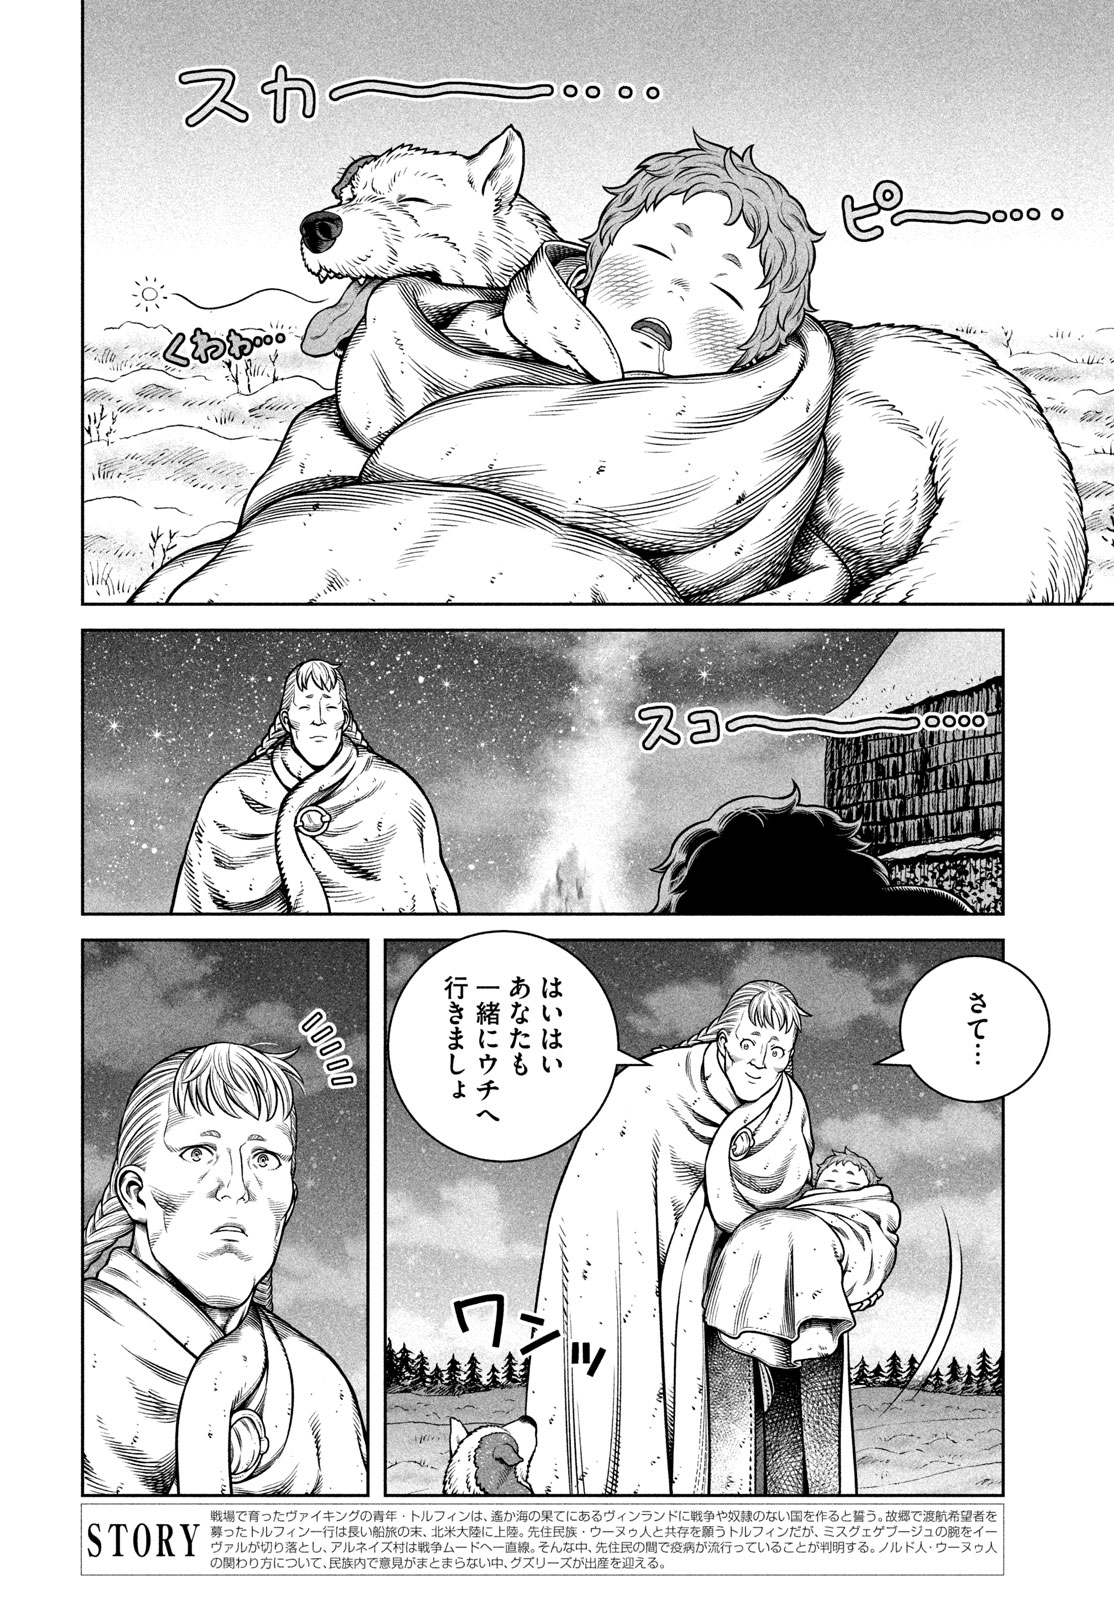 スカーーー‥‥‥
ピーー‥‥‥
くわわ…
スコーーー‥‥‥
さて…
はいはい
あなたも
一緒にウチへ
行きましょ
ワンッ
STORY
戦場で育ったヴァイキングの青年・トルフィンは、遙か海の果てにあるヴィンランドに戦争や奴隷のない国を作ると誓う。故郷で渡航希望者を
募ったトルフィン一行は長い船旅の末、北米大陸に上陸。先住民族・ウーヌゥ人と共存を願うトルフィンだが、ミスグェゲプージュの腕をイー
ヴァルが切り落とし、アルネイズ村は戦争ムードへ一直線。そんな中、先住民の間で疫病が流行っていることが判明する。ノルド人・ウーヌゥ人
の関わり方について、民族内で意見がまとまらない中、グズリーズが出産を迎える。